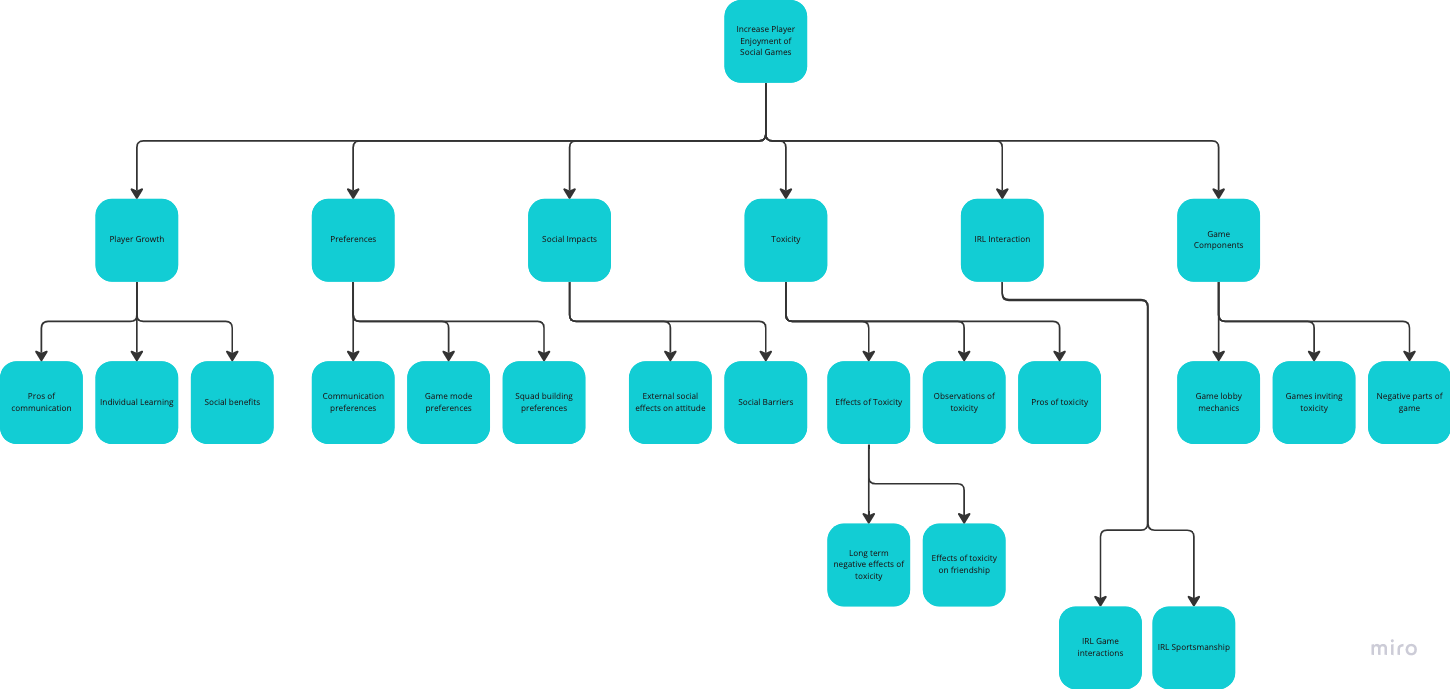 Increase Player
Enjoyment of
Social Games
Player Growth
Preferences
Social Impacts
Toxicity
IRL Interaction
Game
Components
Pros of
communication
Individual Learning
Social benefits
Communication
preferences
Game mode
preferences
Squad building
preferences
External social
effects on attitude
Social Barriers
Effects of Toxicity
Observations of
toxicity
Pros of toxicity
Game lobby
mechanics
Games inviting
toxicity
Negative parts of
game
Long term
negative effects of
toxicity
Effects of toxicity
on friendship
IRL Game
interactions
IRL Sportsmanship
miro